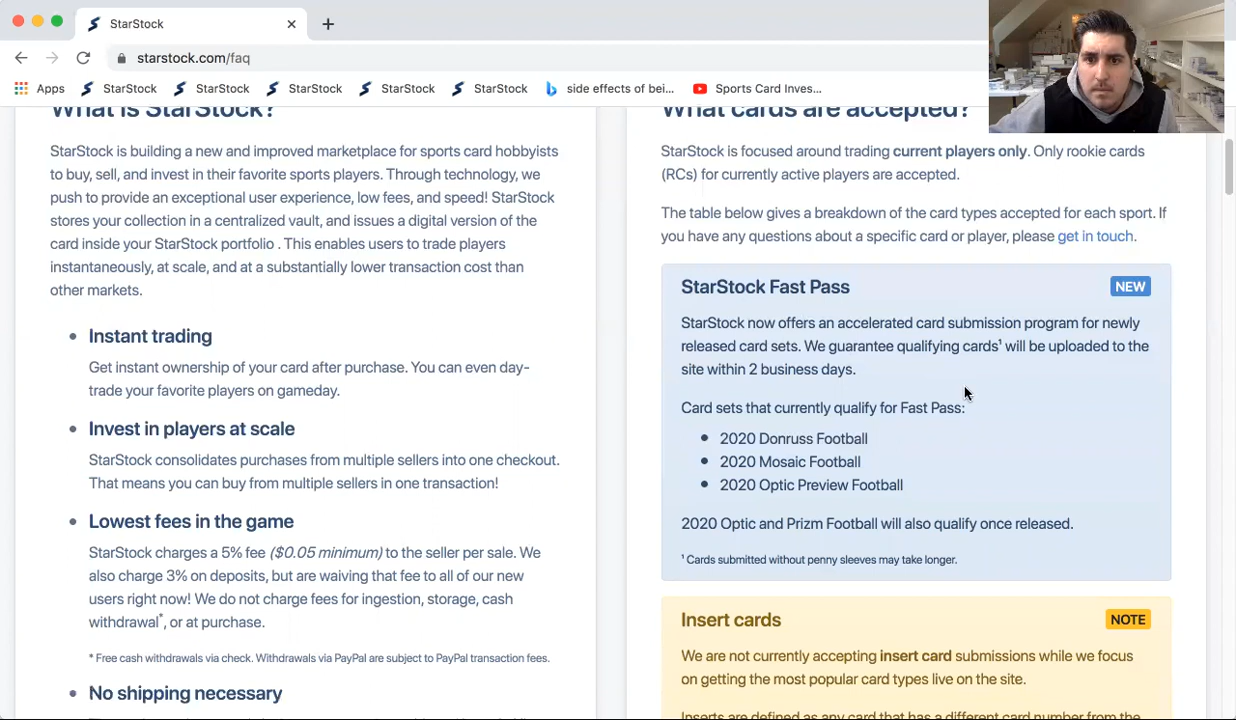 StarStock
starstock.com/faq
Apps StarStock StarStock StarStock StarStock StarStock side effects of bei... Sports Card Inves...
What is StarStock?
StarStock is building a new and improved marketplace for sports card hobbyists
to buy, sell, and invest in their favorite sports players. Through technology, we
push to provide an exceptional user experience, low fees, and speed! StarStock
stores your collection in a centralized vault, and issues a digital version of the
card inside your StarStock portfolio . This enables users to trade players
instantaneously, at scale, and at a substantially lower transaction cost than
other markets.
Instant trading
Get instant ownership of your card after purchase. You can even day-
trade your favorite players on gameday.
Invest in players at scale
StarStock consolidates purchases from multiple sellers into one checkout.
That means you can buy from multiple sellers in one transaction!
Lowest fees in the game
StarStock charges a 5% fee ($0.05 minimum) to the seller per sale. We
also charge 3% on deposits, but are waiving that fee to all of our new
users right now! We do not charge fees for ingestion, storage, cash
withdrawal*, or at purchase.
* Free cash withdrawals via check. Withdrawals via PayPal are subject to PayPal transaction fees.
No shipping necessary
What cards are accepted?
StarStock is focused around trading current players only. Only rookie cards
(RCs) for currently active players are accepted.
The table below gives a breakdown of the card types accepted for each sport. If
you have any questions about a specific card or player, please get in touch.
StarStock Fast Pass NEW
StarStock now offers an accelerated card submission program for newly
released card sets. We guarantee qualifying cards¹ will be uploaded to the
site within 2 business days.
Card sets that currently qualify for Fast Pass:
2020 Donruss Football
2020 Mosaic Football
2020 Optic Preview Football
2020 Optic and Prizm Football will also qualify once released.
¹ Cards submitted without penny sleeves may take longer.
Insert cards NOTE
We are not currently accepting insert card submissions while we focus
on getting the most popular card types live on the site.
Inserts are defined as any card that has a different card number from the